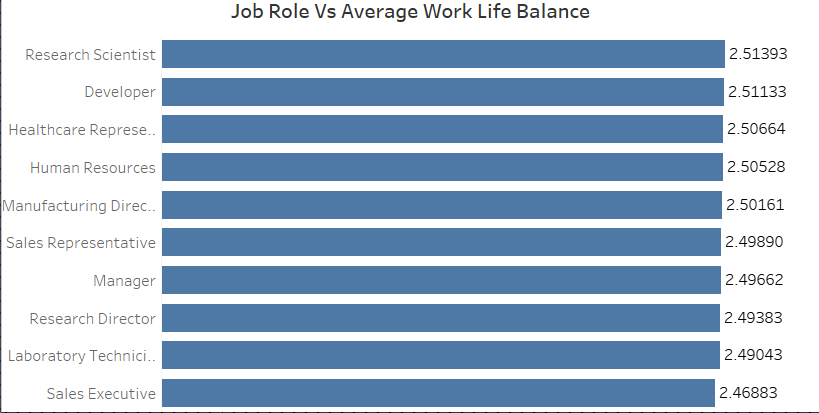 Job Role Vs Average Work Life Balance
Research Scientist 2.51393
Developer 2.51133
Healthcare Represe.. 2.50664
Human Resources 2.50528
Manufacturing Direc.. 2.50161
Sales Representative 2.49890
Manager 2.49662
Research Director 2.49383
Laboratory Technici.. 2.49043
Sales Executive 2.46883